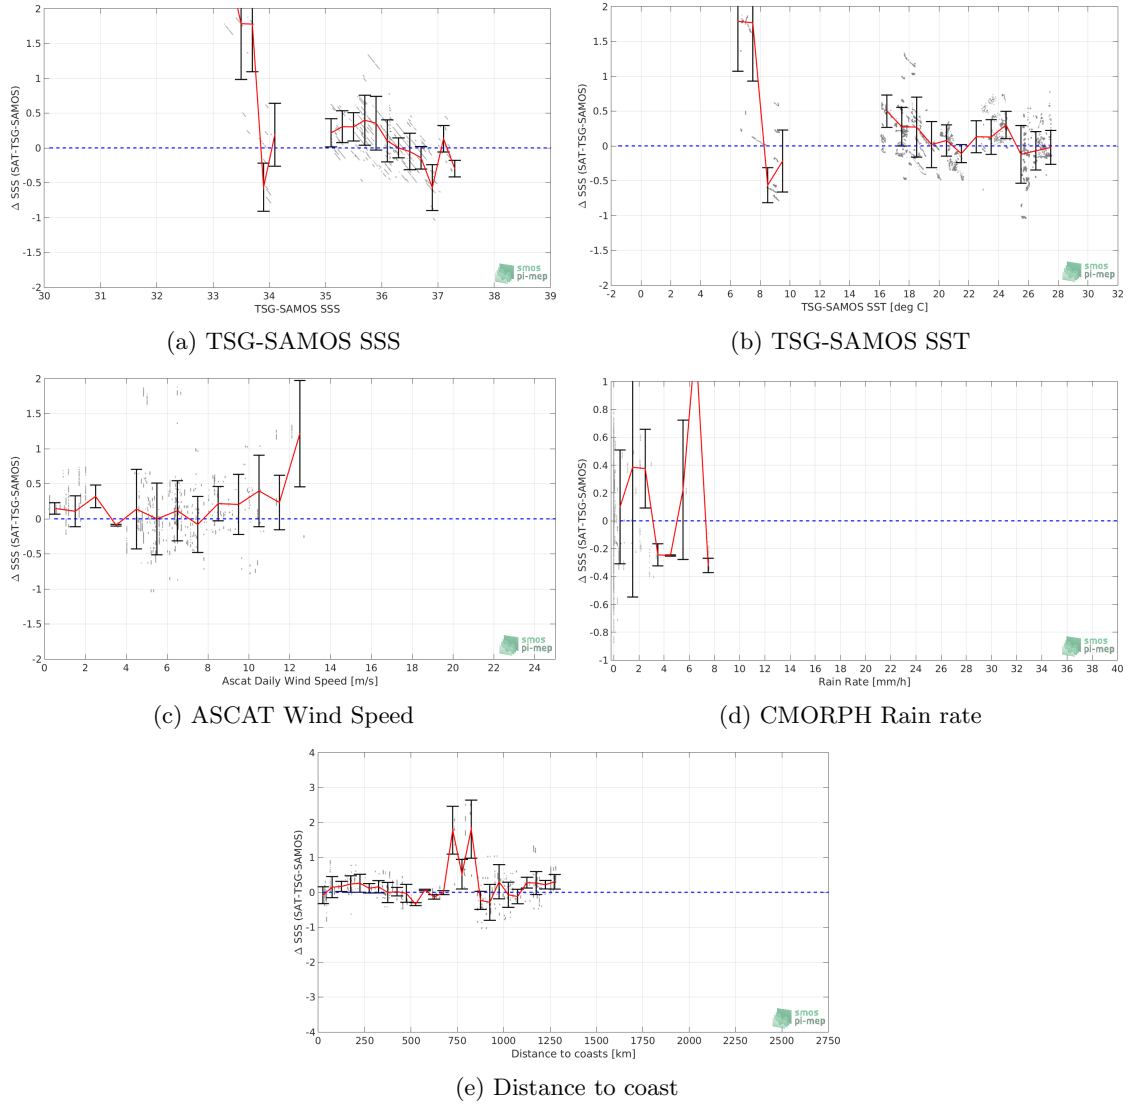 2
1.5
1
0.5
0
-0.5
-1
-1.5
-2
Δ SSS (SAT-TSG-SAMOS)
30 31 32 33 34 35 36 37 38 39
TSG-SAMOS SSS
smos
pi-mep
(a) TSG-SAMOS SSS
2
1.5
1
0.5
0
-0.5
-1
-1.5
-2
Δ SSS (SAT-TSG-SAMOS)
-2 0 2 4 6 8 10 12 14 16 18 20 22 24 26 28 30 32
TSG-SAMOS SST [deg C]
smos
pi-mep
(b) TSG-SAMOS SST
2
1.5
1
0.5
0
-0.5
-1
-1.5
-2
Δ SSS (SAT-TSG-SAMOS)
0 2 4 6 8 10 12 14 16 18 20 22 24
Ascat Daily Wind Speed [m/s]
smos
pi-mep
(c) ASCAT Wind Speed
1
0.8
0.6
0.4
0.2
0
-0.2
-0.4
-0.6
-0.8
-1
Δ SSS (SAT-TSG-SAMOS)
0 2 4 6 8 10 12 14 16 18 20 22 24 26 28 30 32 34 36 38 40
Rain Rate [mm/h]
smos
pi-mep
(d) CMORPH Rain rate
4
3
2
1
0
-1
-2
-3
-4
Δ SSS (SAT-TSG-SAMOS)
0 250 500 750 1000 1250 1500 1750 2000 2250 2500 2750
Distance to coasts [km]
smos
pi-mep
(e) Distance to coast